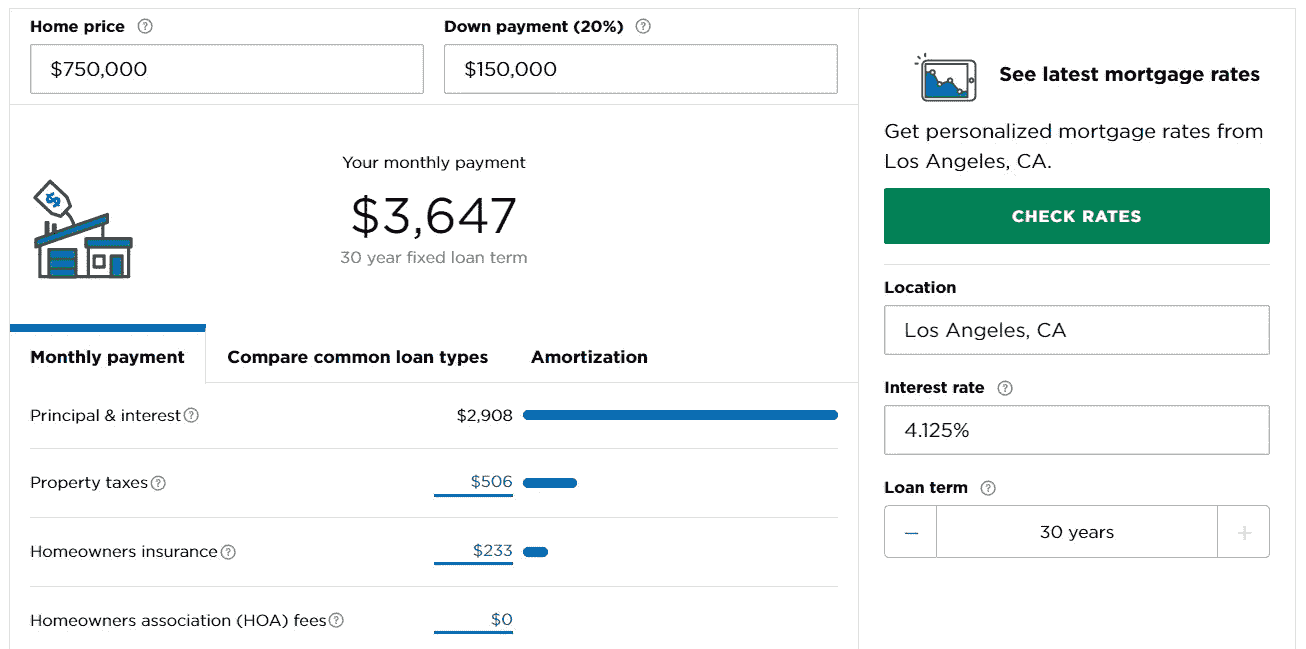 Home price
Down payment (20%)
$750,000
$150,000
Your monthly payment
$3,647
30 year fixed loan term
Monthly payment
Compare common loan types
Amortization
Principal & interest
$2,908
Property taxes
$506
Homeowners insurance
$233
Homeowners association (HOA) fees
$0
See latest mortgage rates
Get personalized mortgage rates from
Los Angeles, CA.
CHECK RATES
Location
Los Angeles, CA
Interest rate
4.125%
Loan term
30 years